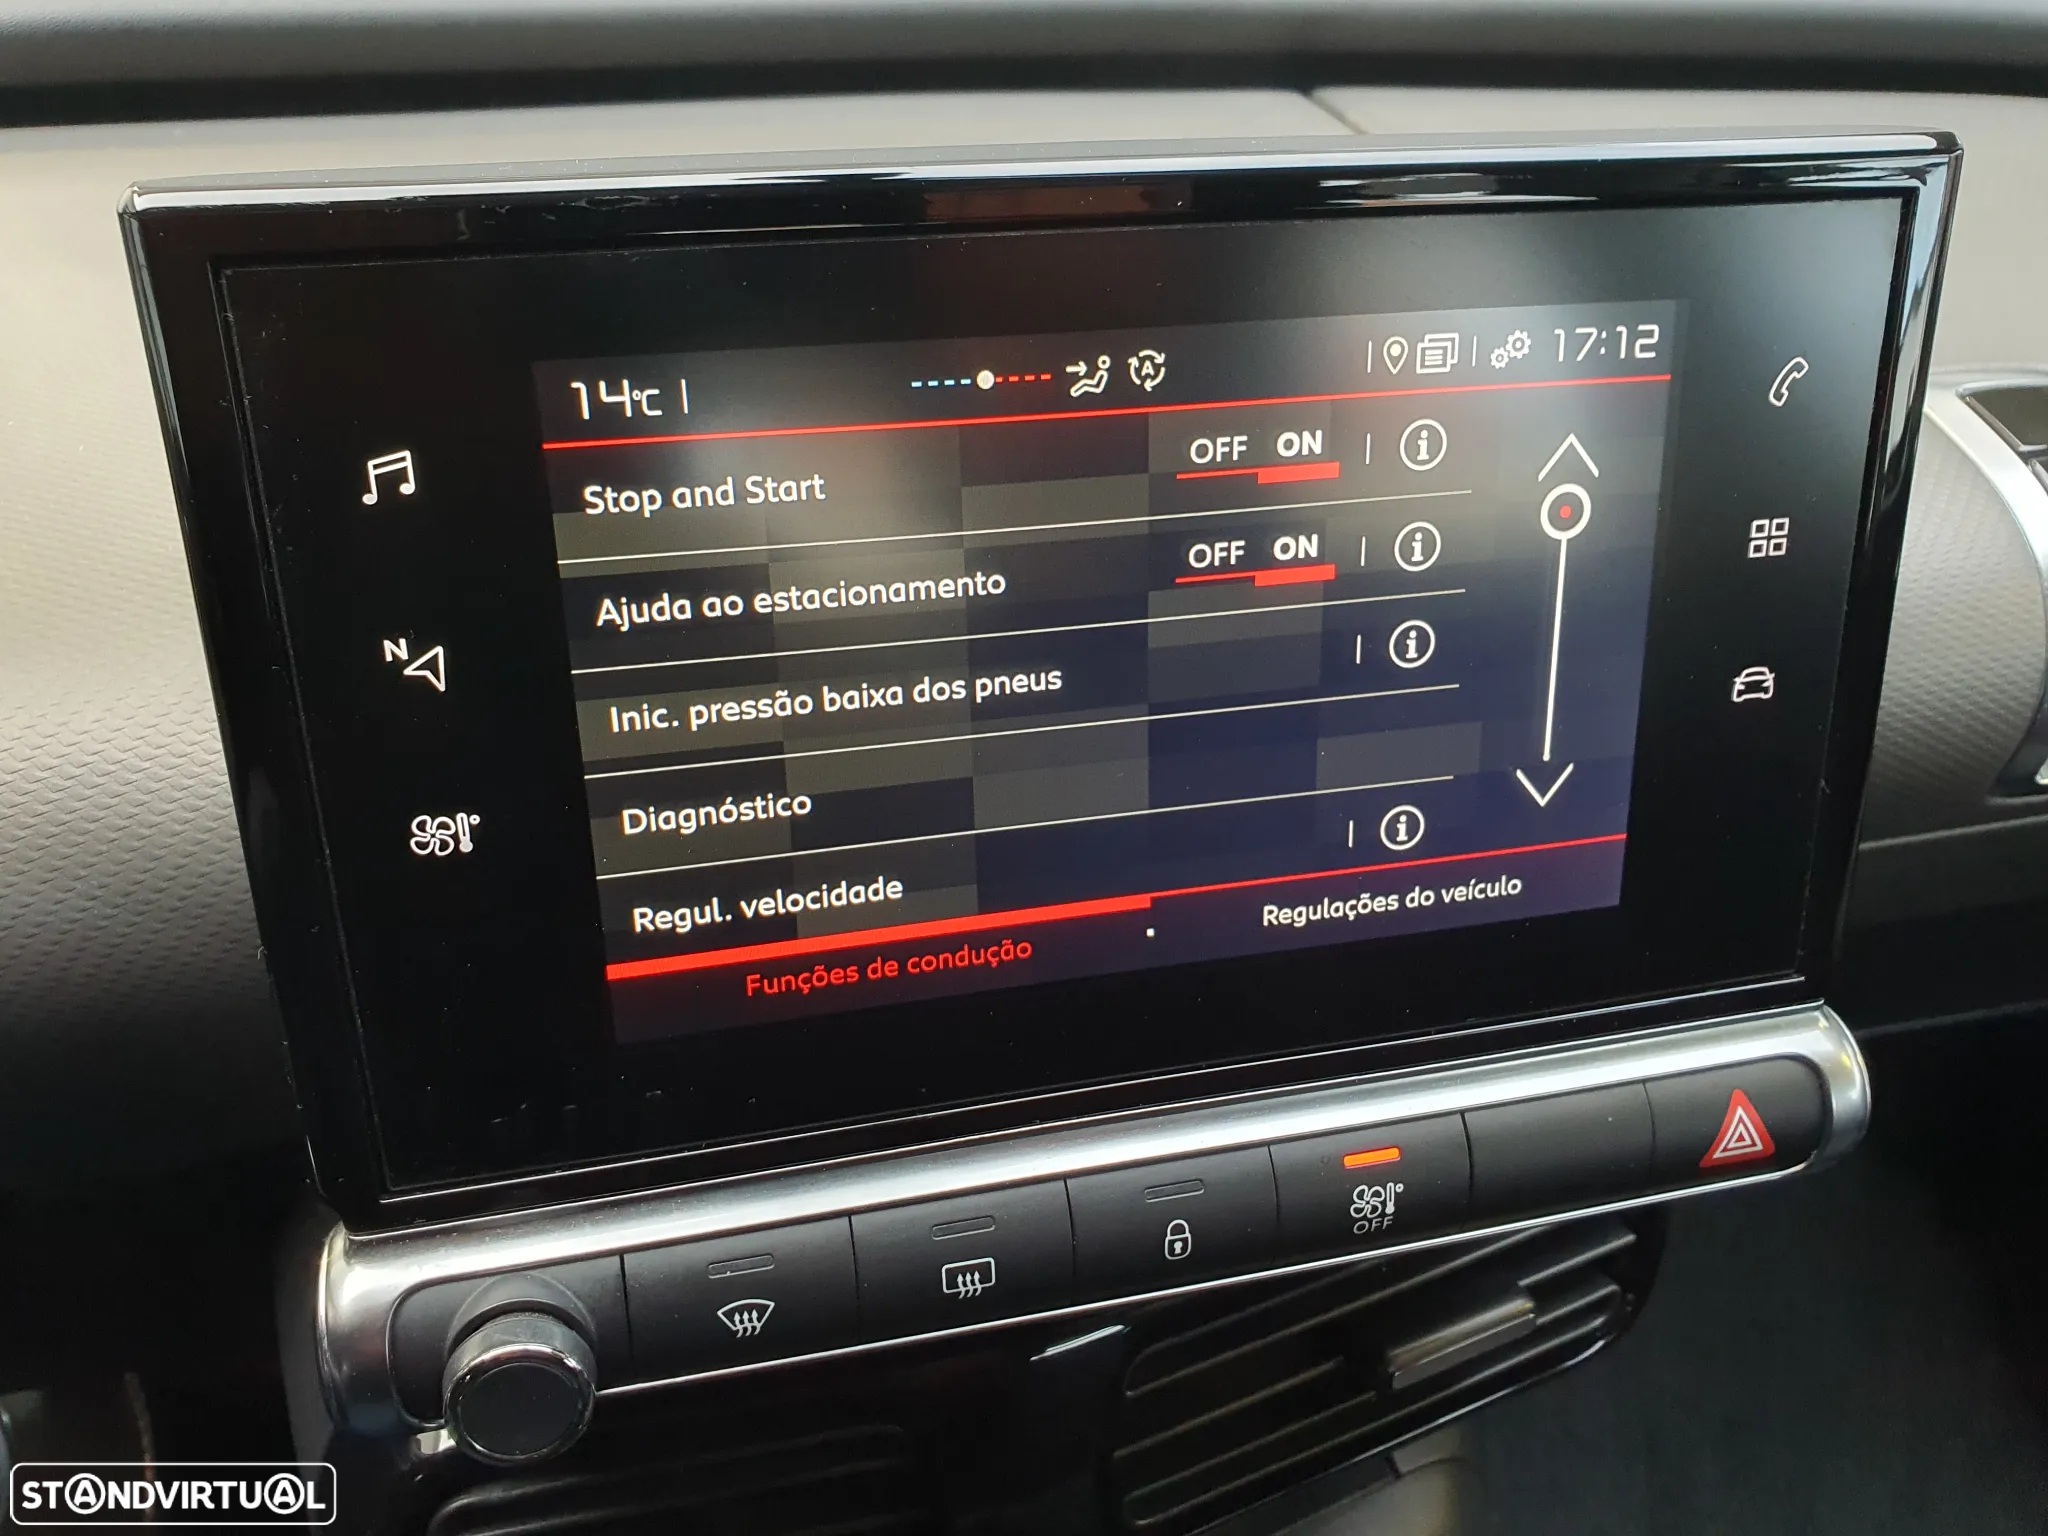 14°C
17:12
Stop and Start OFF ON
Ajuda ao estacionamento OFF ON
Inic. pressão baixa dos pneus
Diagnóstico
Regul. velocidade
Funções de condução
Regulações do veículo
N
OFF
STANDVIRTUAL